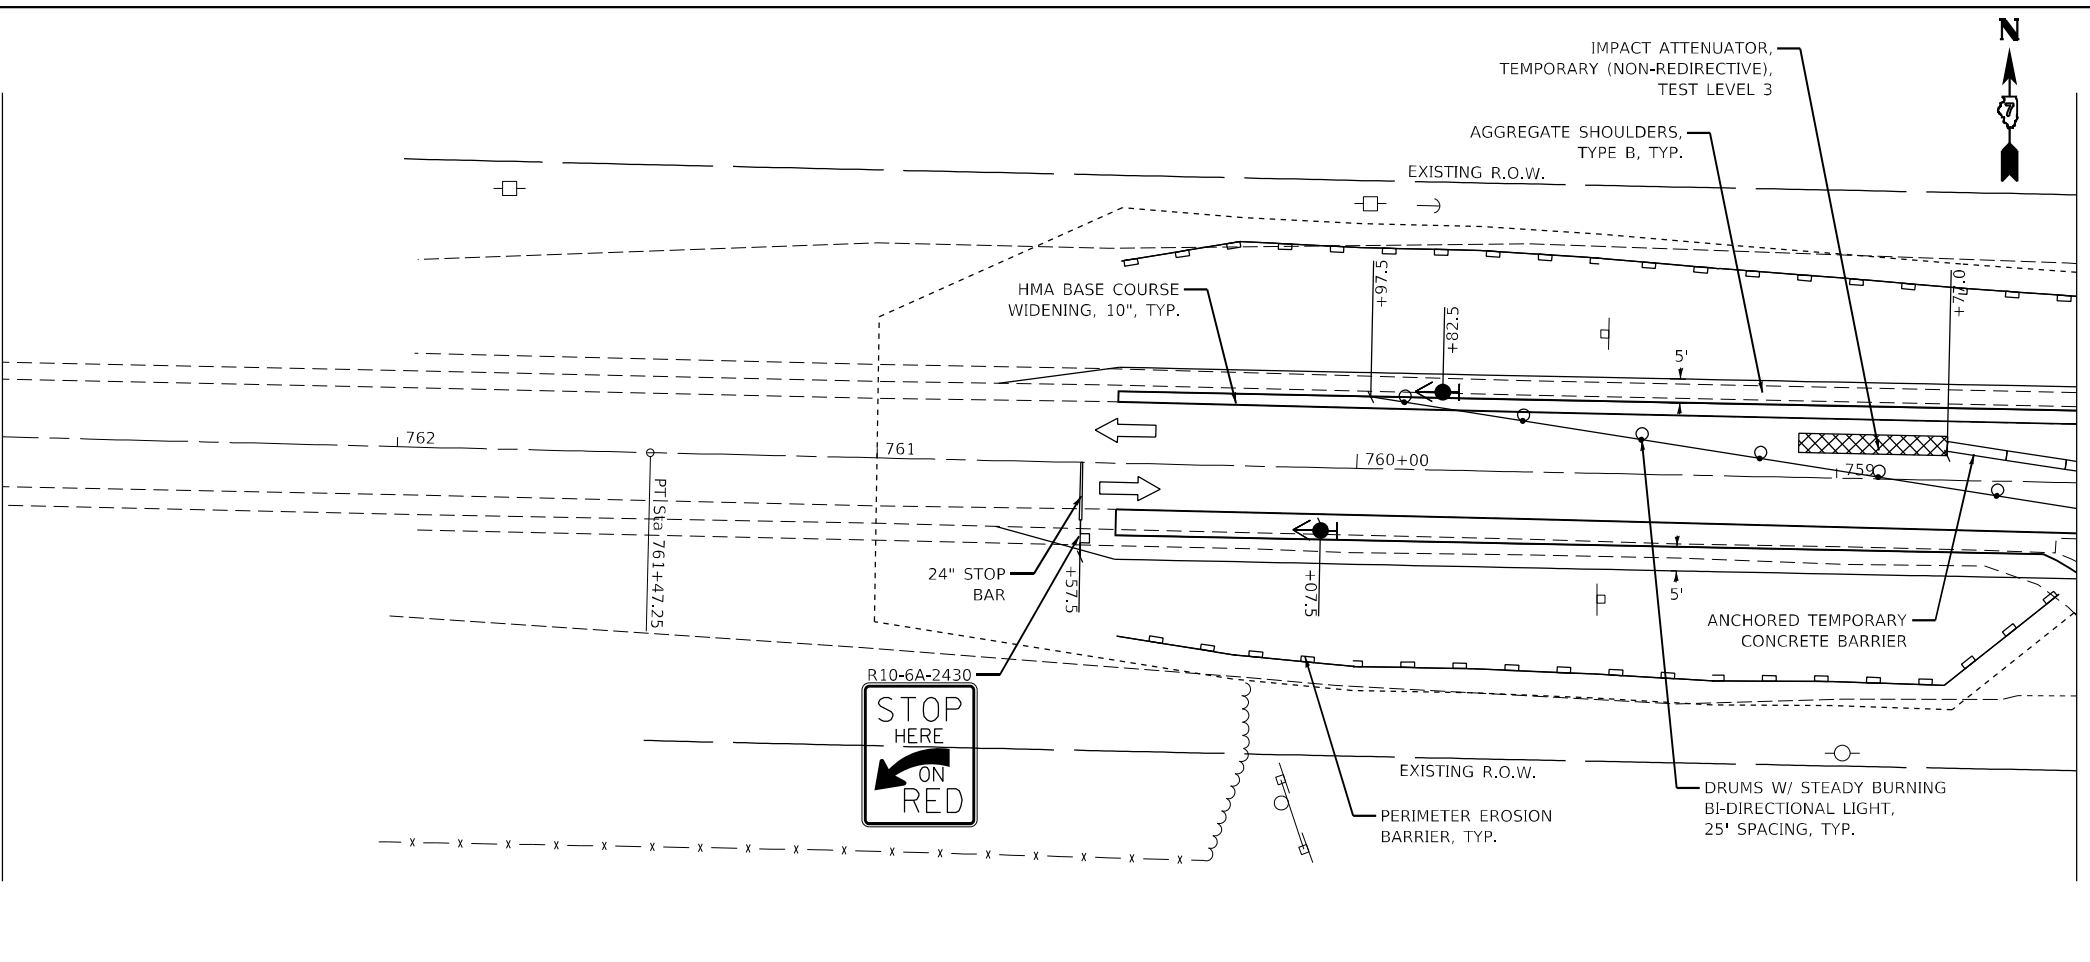 N
7
IMPACT ATTENUATOR,
TEMPORARY (NON-REDIRECTIVE),
TEST LEVEL 3
AGGREGATE SHOULDERS,
TYPE B, TYP.
EXISTING R.O.W.
HMA BASE COURSE
WIDENING, 10", TYP.
+97.5
+82.5
+77.0
5'
762
761
760+00
759
PT Sta 761+47.25
24" STOP
BAR
+57.5
+07.5
5'
ANCHORED TEMPORARY
CONCRETE BARRIER
R10-6A-2430
STOP
HERE
ON
RED
EXISTING R.O.W.
PERIMETER EROSION
BARRIER, TYP.
DRUMS W/ STEADY BURNING
BI-DIRECTIONAL LIGHT,
25' SPACING, TYP.
x x x x x x x x x x x x x x x x x